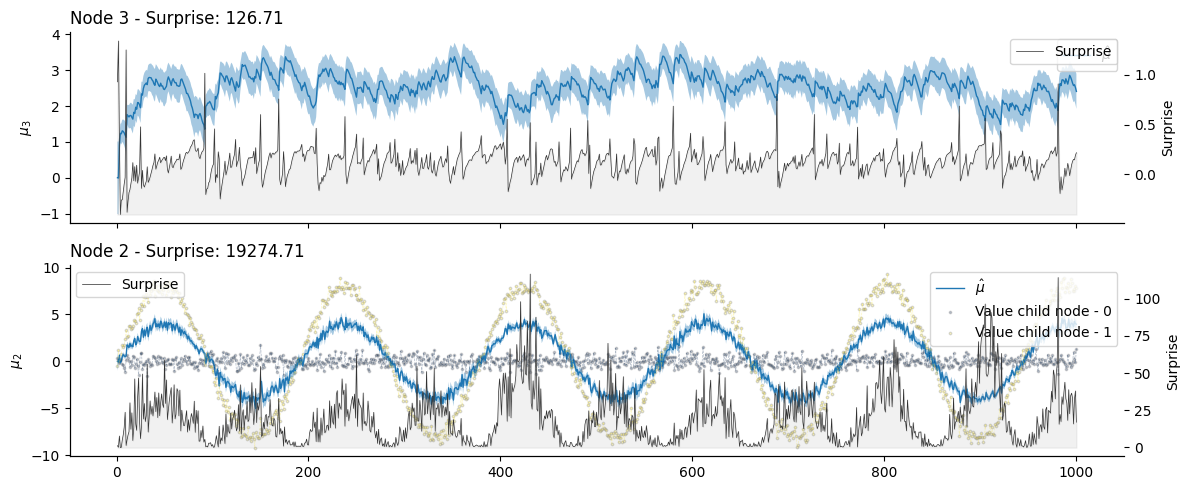 Node 3 - Surprise: 126.71
4
3
2
1
0
−1
μ₃
Surprise
μ̂
1.0
0.5
0.0
Surprise
Node 2 - Surprise: 19274.71
10
5
0
−5
−10
μ₂
Surprise
μ̂
Value child node - 0
Value child node - 1
100
75
50
25
0
Surprise
0
200
400
600
800
1000